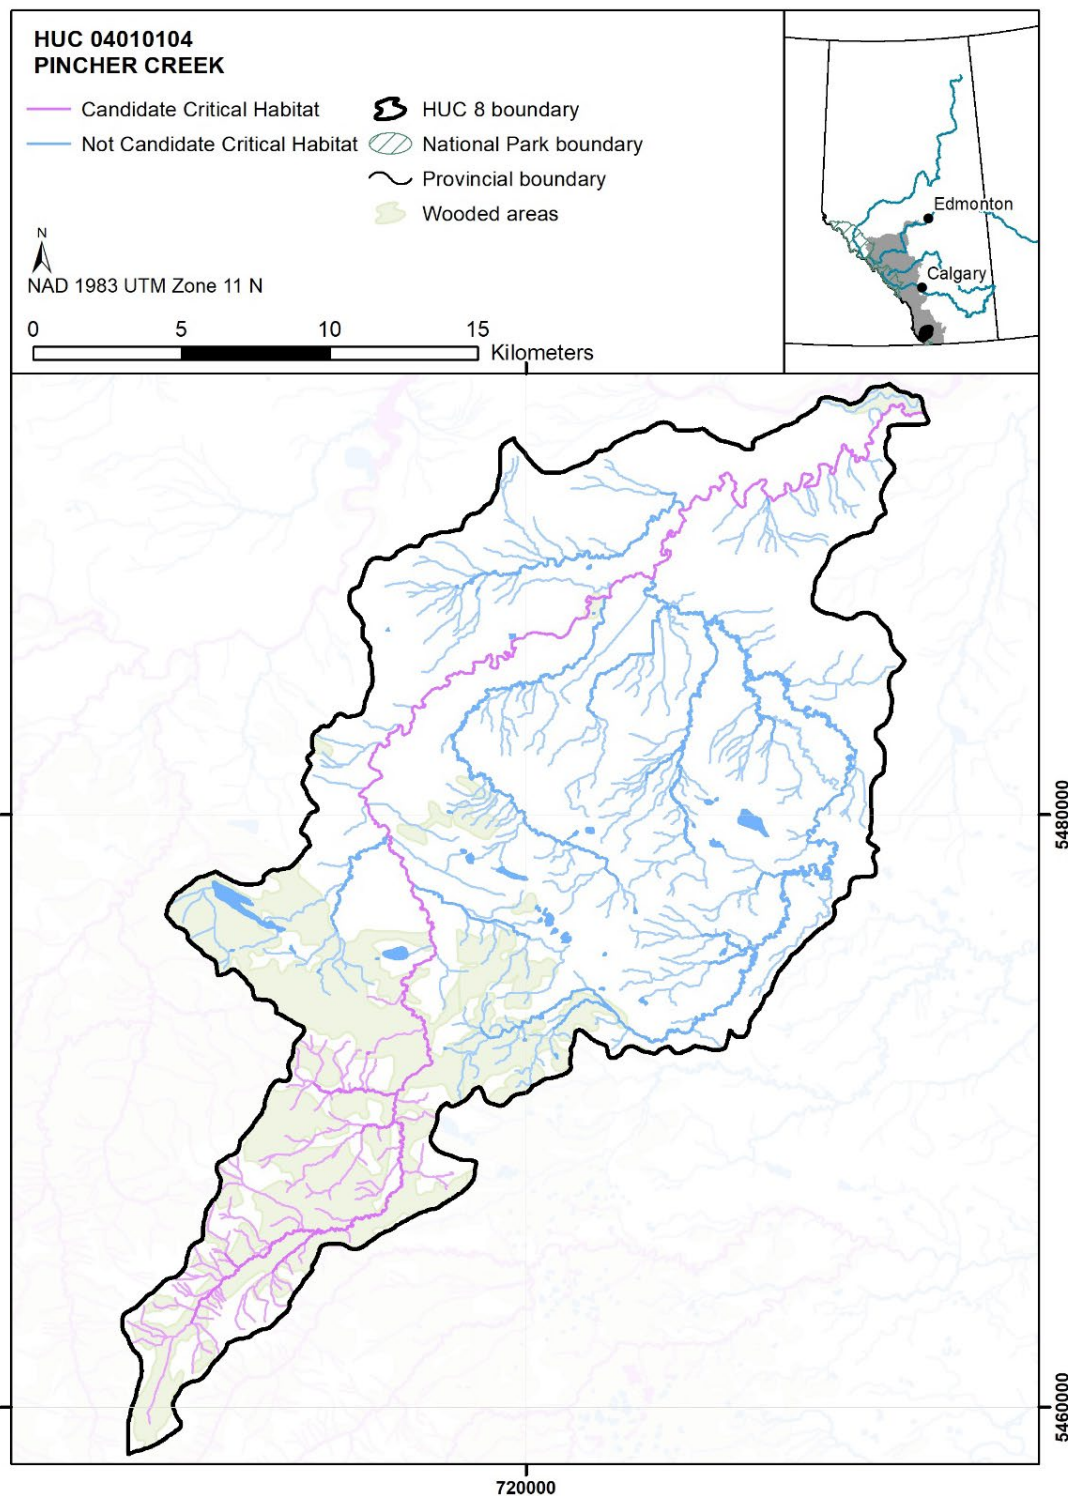 HUC 04010104
PINCHER CREEK
Candidate Critical Habitat
Not Candidate Critical Habitat
HUC 8 boundary
National Park boundary
Provincial boundary
Wooded areas
N
NAD 1983 UTM Zone 11 N
0 5 10 15
Kilometers
Edmonton
Calgary
5480000
5460000
720000